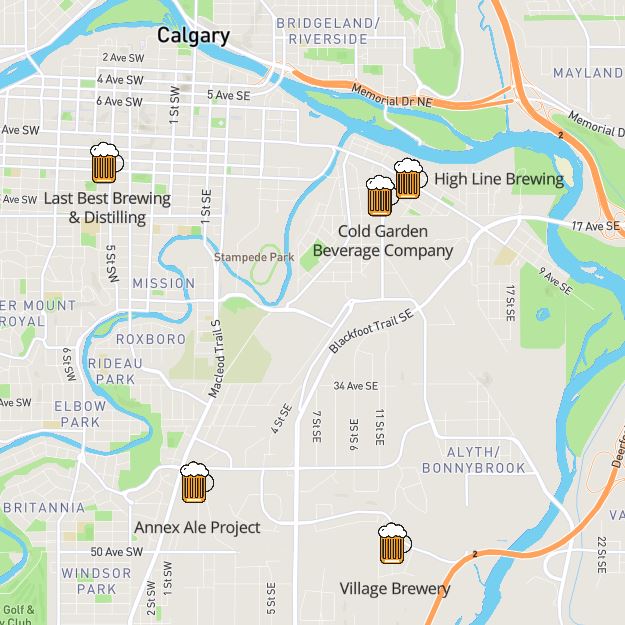 Calgary
BRIDGELAND/
RIVERSIDE
2 Ave SW
4 Ave SW
6 Ave SW
5 Ave SE
1 St SW
MAYLAND
Memorial Dr NE
Memorial D
2
Ave SW
Last Best Brewing
& Distilling
Ave SW
High Line Brewing
Cold Garden
Beverage Company
1 St SE
17 Ave SE
9 Ave SE
5 St SW
Stampede Park
MISSION
17 St SE
ER MOUNT
ROYAL
ROXBORO
Macleod Trail S
Blackfoot Trail SE
6 St SW
RIDEAU
PARK
34 Ave SE
Ave SW
ELBOW
PARK
4 St SE
7 St SE
9 St SE
11 St SE
ALYTH/
BONNYBROOK
Deerfo
BRITANNIA
Annex Ale Project
VA
50 Ave SW
2
22 St SE
WINDSOR
PARK
1 St SW
2 St SW
5 St SE
Village Brewery
Golf &
y Club